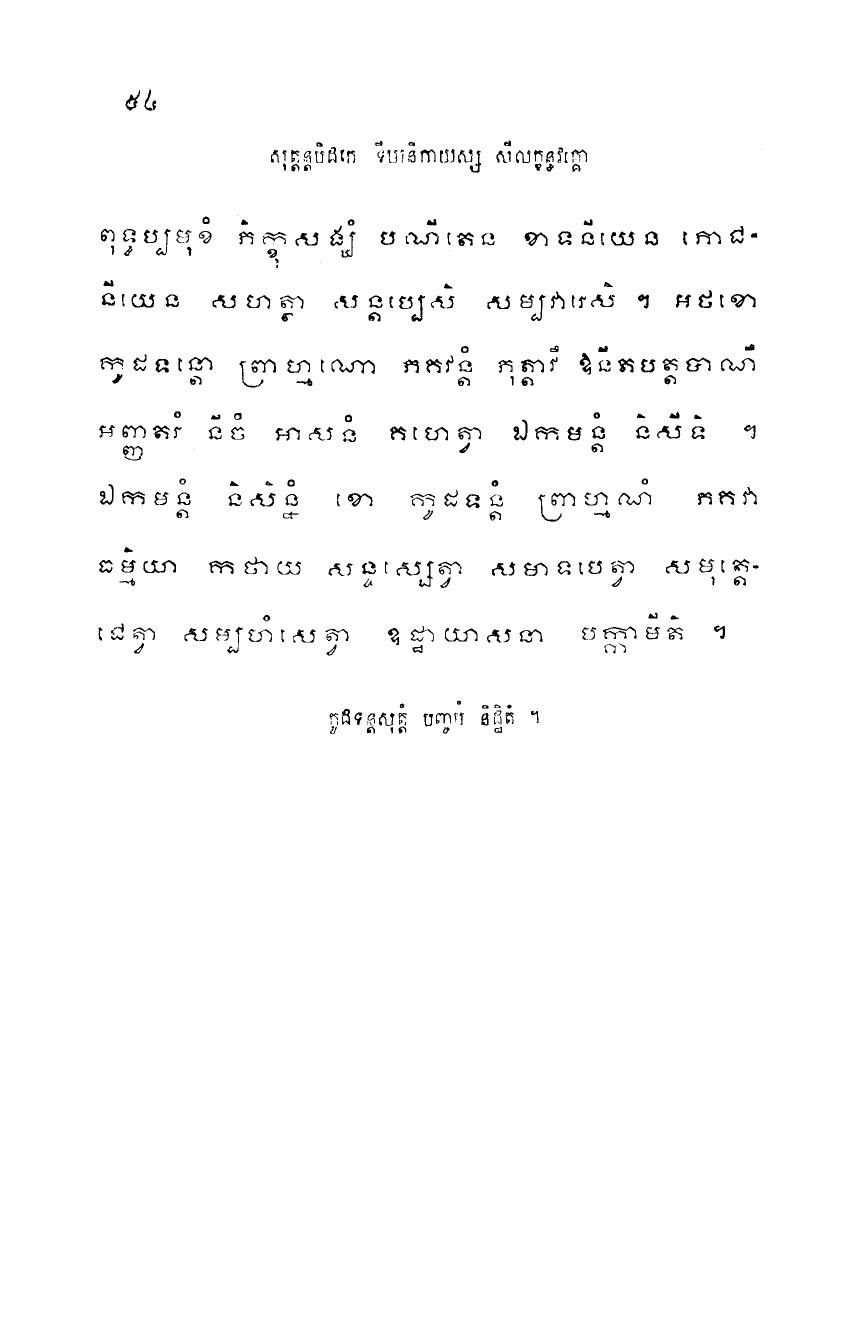 ៥៤
សុត្តន្តបិដកេ ទីឃនិកាយស្ស សីលក្ខន្ធវគ្គោ
ពុទ្ធប្បមុខំ ភិក្ខុសង្ឃំ បណីតេន ខាទនីយេន ភោជ-
នីយេន សហត្ថា សន្តប្បេសិ សម្បវារេសិ ។ អថខោ
កូដទន្តោ ព្រាហ្មណោ ភគវន្តំ ភុត្តាវឹ ឱនីតបត្តបាណឹ
អញ្ញតរំ នីចំ អាសនំ គហេត្វា ឯកមន្តំ និសីទិ ។
ឯកមន្តំ និសិន្នំ ខោ កូដទន្តំ ព្រាហ្មណំ ភគវា
ធម្មិយា កថាយ សន្ទស្សេត្វា សមាទបេត្វា សមុត្តេ-
ជេត្វា សម្បហំសេត្វា ឧដ្ឋាយាសនា បក្កាមីតិ ។
កូដទន្តសុត្តំ បញ្ចមំ និដ្ឋិតំ ។